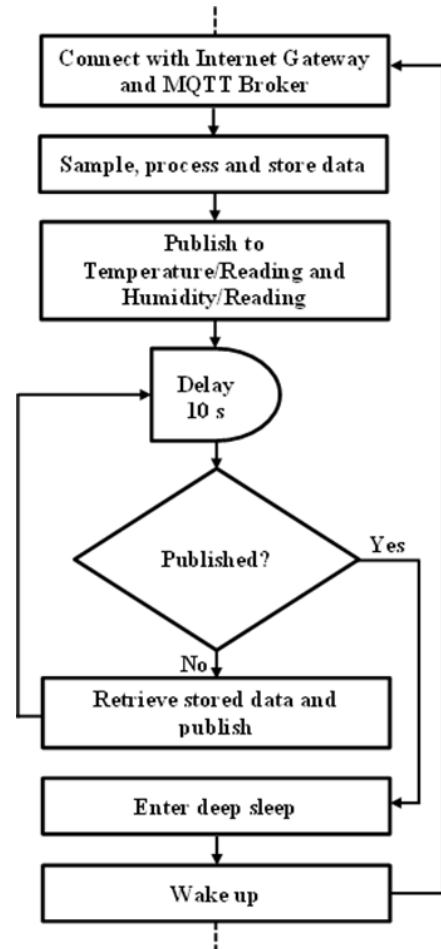 Connect with Internet Gateway
and MQTT Broker
Sample, process and store data
Publish to
Temperature/Reading and
Humidity/Reading
Delay
10 s
Published?
Yes
No
Retrieve stored data and
publish
Enter deep sleep
Wake up